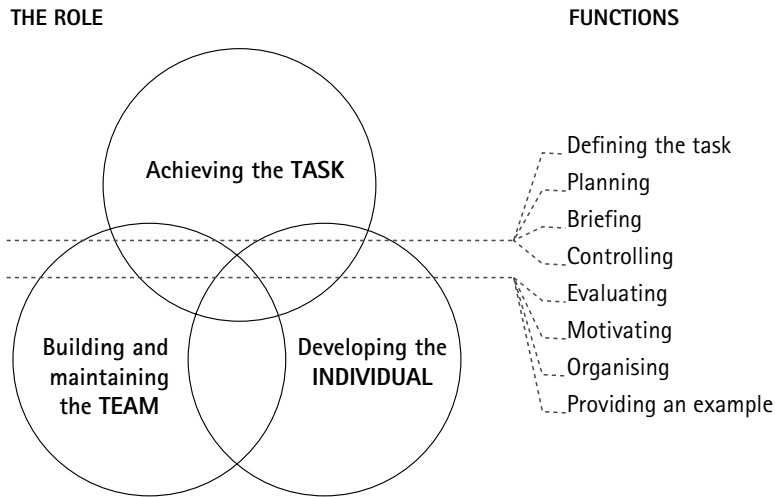 THE ROLE
FUNCTIONS
Achieving the TASK
Building and
maintaining
the TEAM
Developing the
INDIVIDUAL
Defining the task
Planning
Briefing
Controlling
Evaluating
Motivating
Organising
Providing an example